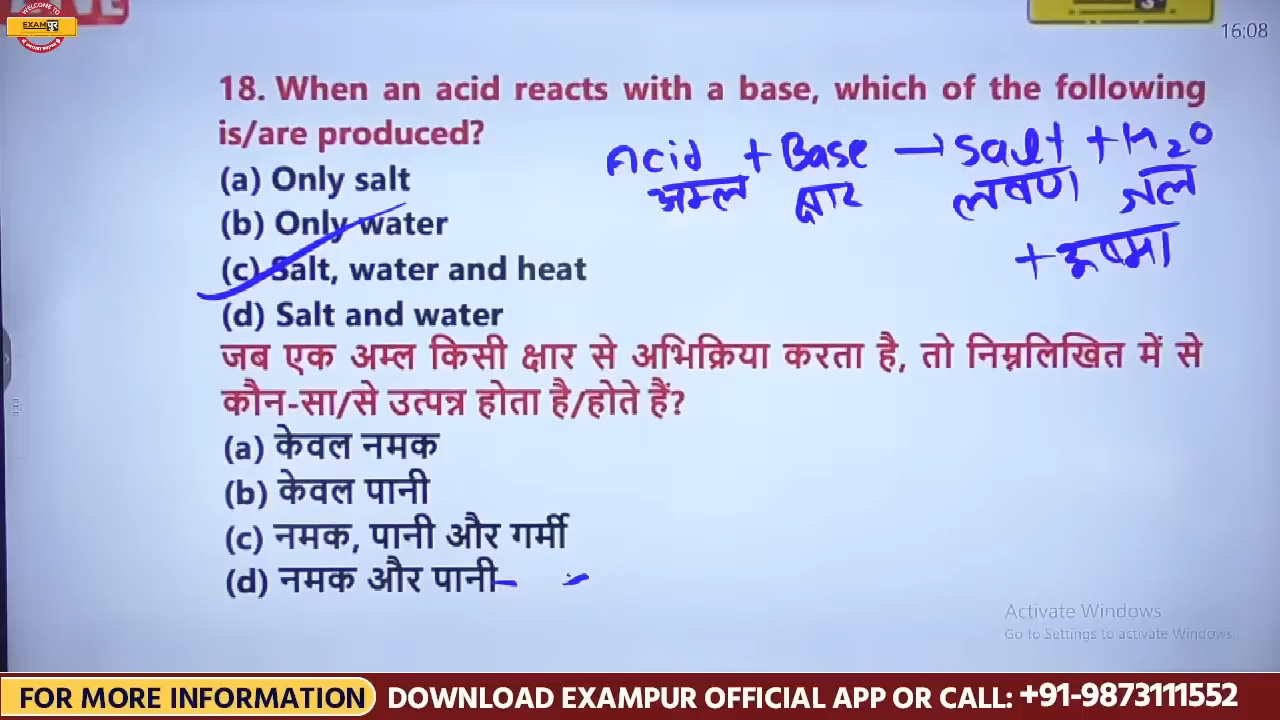 WELCOME TO
EXAMपुर
16:08
18. When an acid reacts with a base, which of the following
is/are produced?
Acid + Base → Salt + H₂O
अम्ल क्षार लवण जल
+ ऊष्मा
(a) Only salt
(b) Only water
(c) Salt, water and heat
(d) Salt and water
जब एक अम्ल किसी क्षार से अभिक्रिया करता है, तो निम्नलिखित में से
कौन-सा/से उत्पन्न होता है/होते हैं?
(a) केवल नमक
(b) केवल पानी
(c) नमक, पानी और गर्मी
(d) नमक और पानी
Activate Windows
Go to Settings to activate Windows.
FOR MORE INFORMATION DOWNLOAD EXAMPUR OFFICIAL APP OR CALL: +91-9873111552